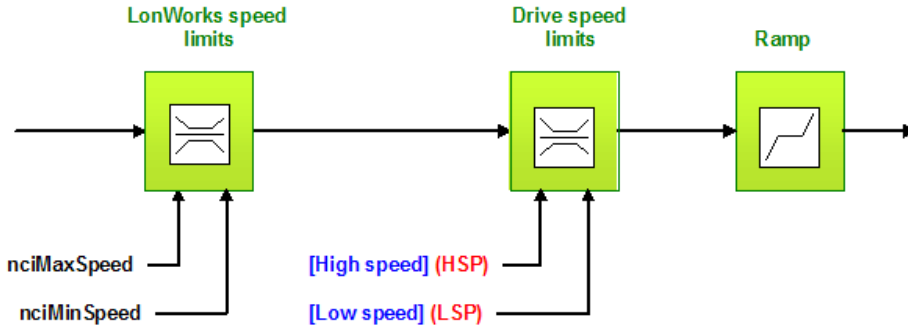 LonWorks speed
limits
Drive speed
limits
Ramp
nciMaxSpeed
nciMinSpeed
[High speed] (HSP)
[Low speed] (LSP)